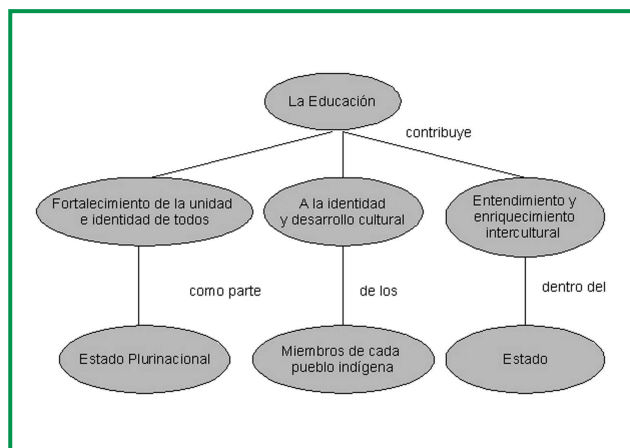 La Educación
contribuye
Fortalecimiento de la unidad
e identidad de todos
A la identidad
y desarrollo cultural
Entendimiento y
enriquecimiento
intercultural
como parte
de los
dentro del
Estado Plurinacional
Miembros de cada
pueblo indígena
Estado